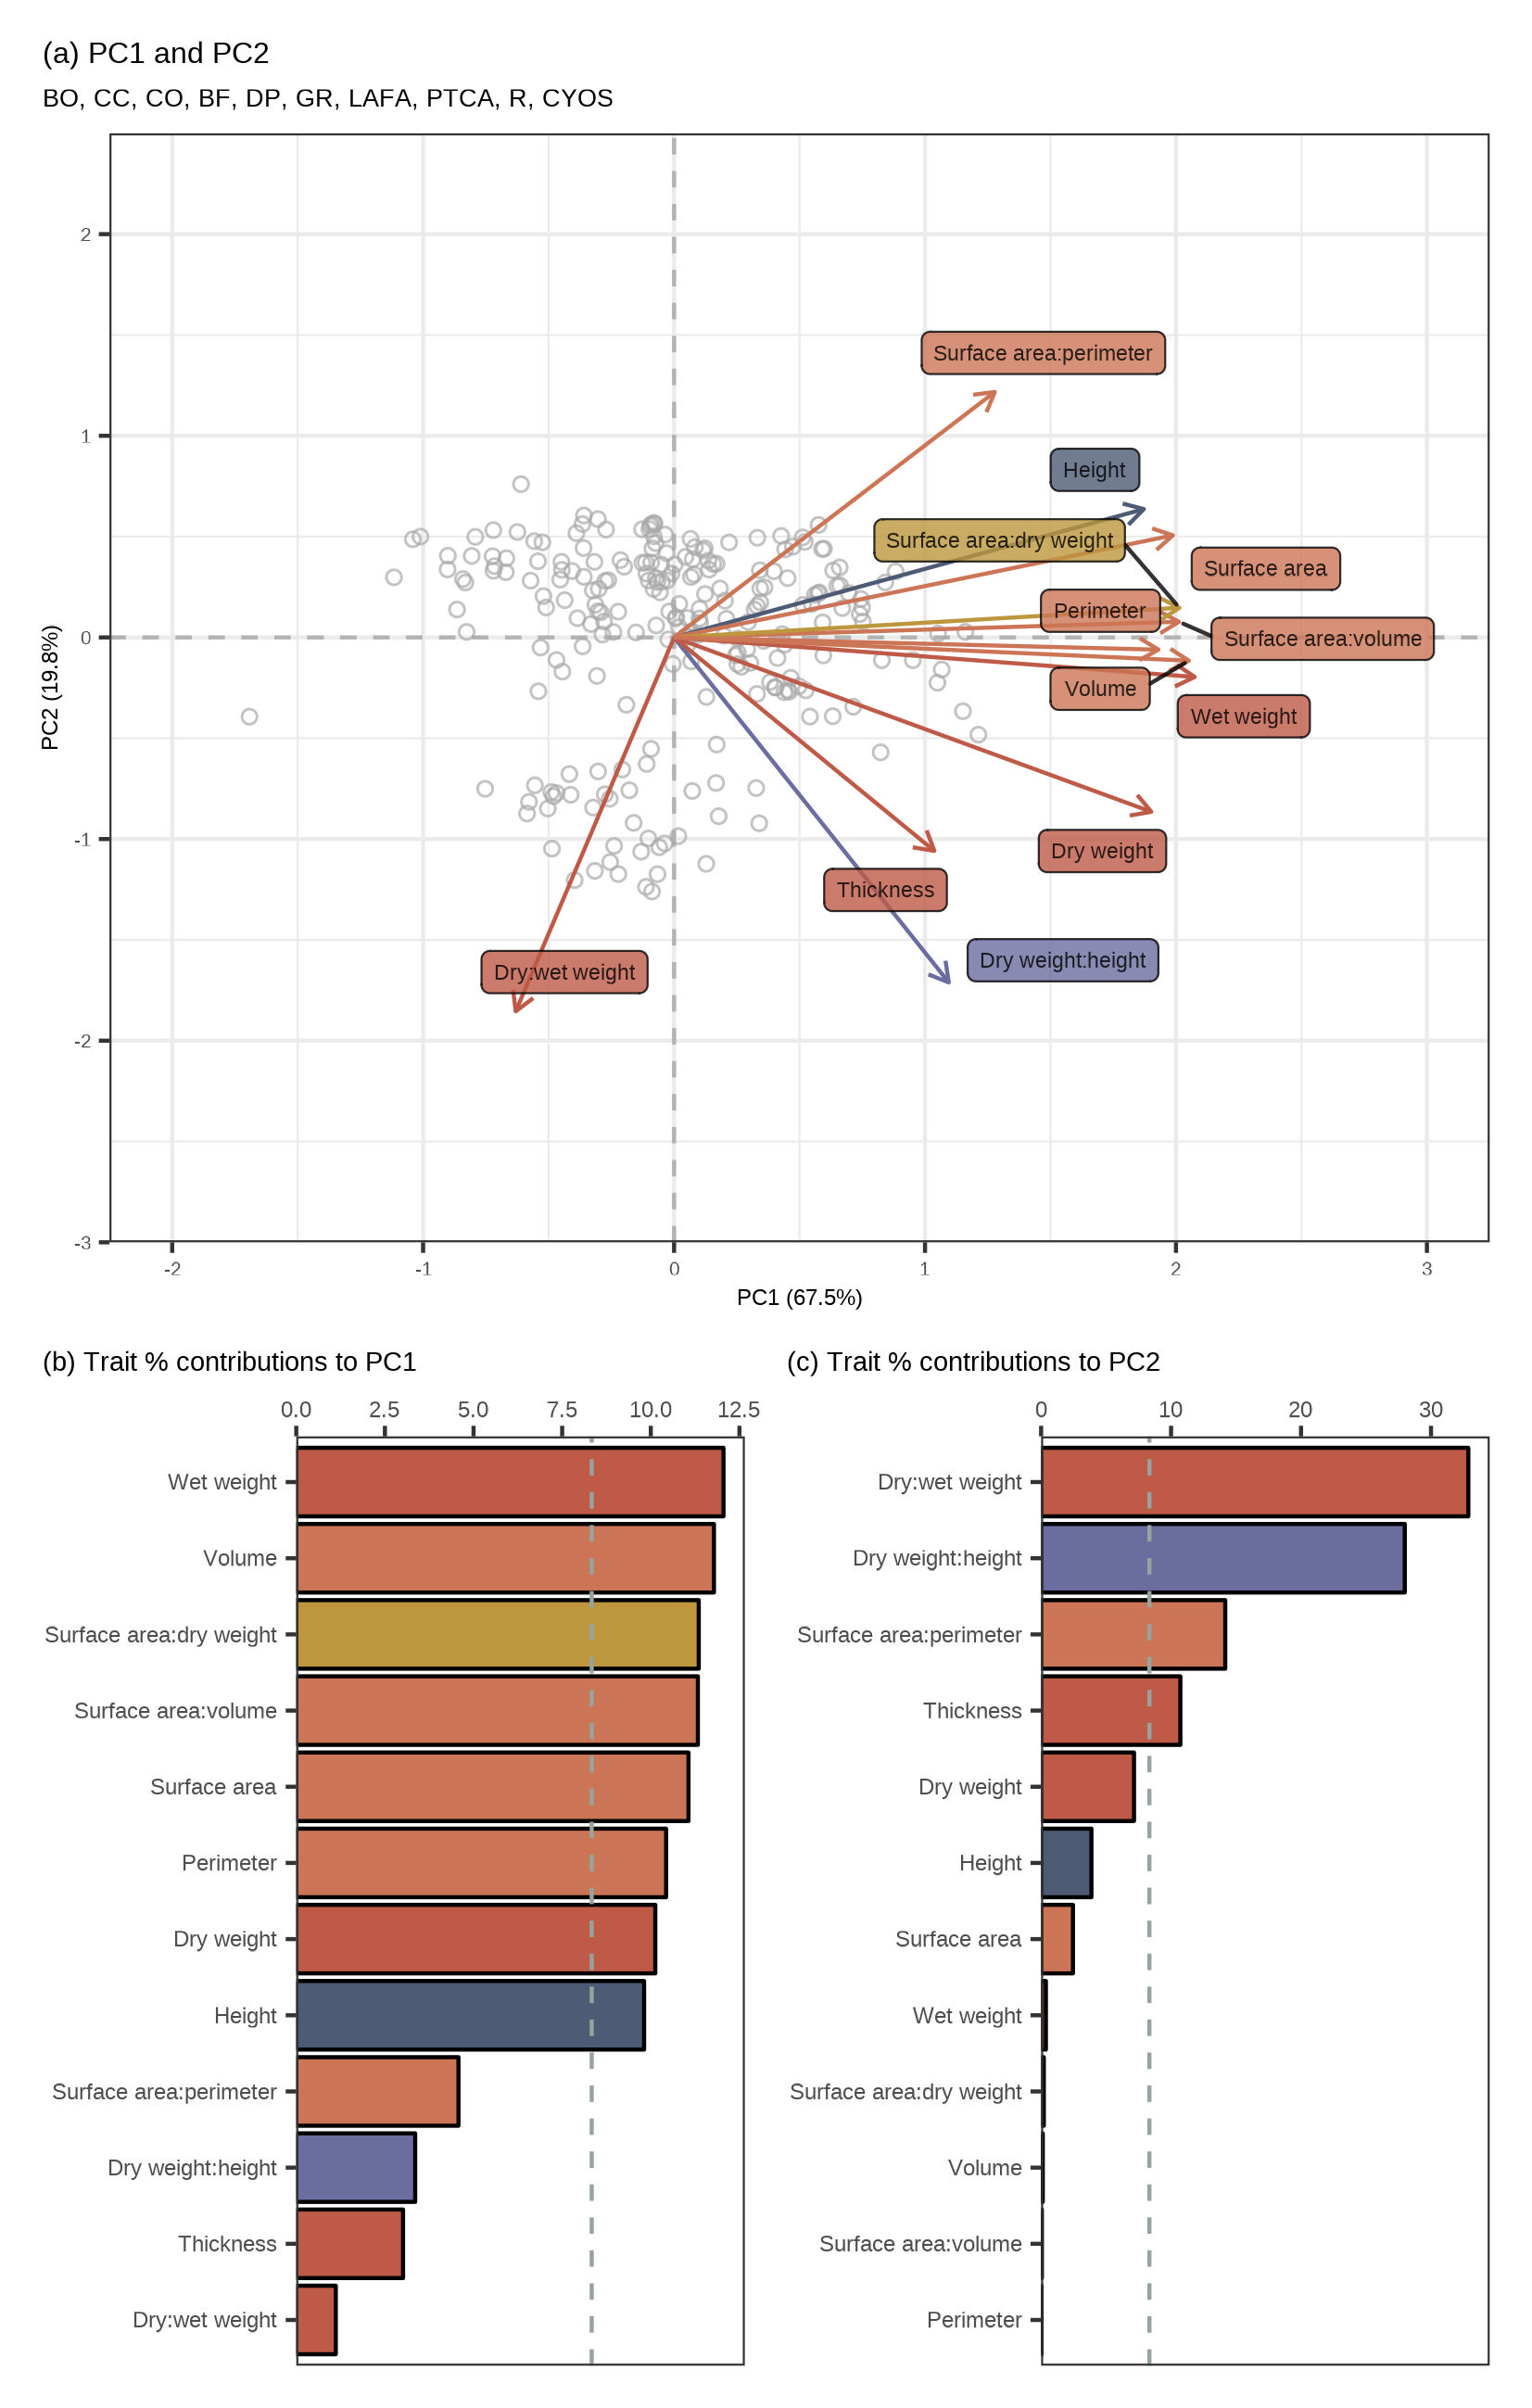 (a) PC1 and PC2
BO, CC, CO, BF, DP, GR, LAFA, PTCA, R, CYOS
PC2 (19.8%)
2
1
0
-1
-2
-3
Surface area:perimeter
Height
Surface area:dry weight
Surface area
Perimeter
Surface area:volume
Volume
Wet weight
Dry weight
Thickness
Dry weight:height
Dry:wet weight
-2 -1 0 1 2 3
PC1 (67.5%)
(b) Trait % contributions to PC1
0.0 2.5 5.0 7.5 10.0 12.5
Wet weight
Volume
Surface area:dry weight
Surface area:volume
Surface area
Perimeter
Dry weight
Height
Surface area:perimeter
Dry weight:height
Thickness
Dry:wet weight
(c) Trait % contributions to PC2
0 10 20 30
Dry:wet weight
Dry weight:height
Surface area:perimeter
Thickness
Dry weight
Height
Surface area
Wet weight
Surface area:dry weight
Volume
Surface area:volume
Perimeter